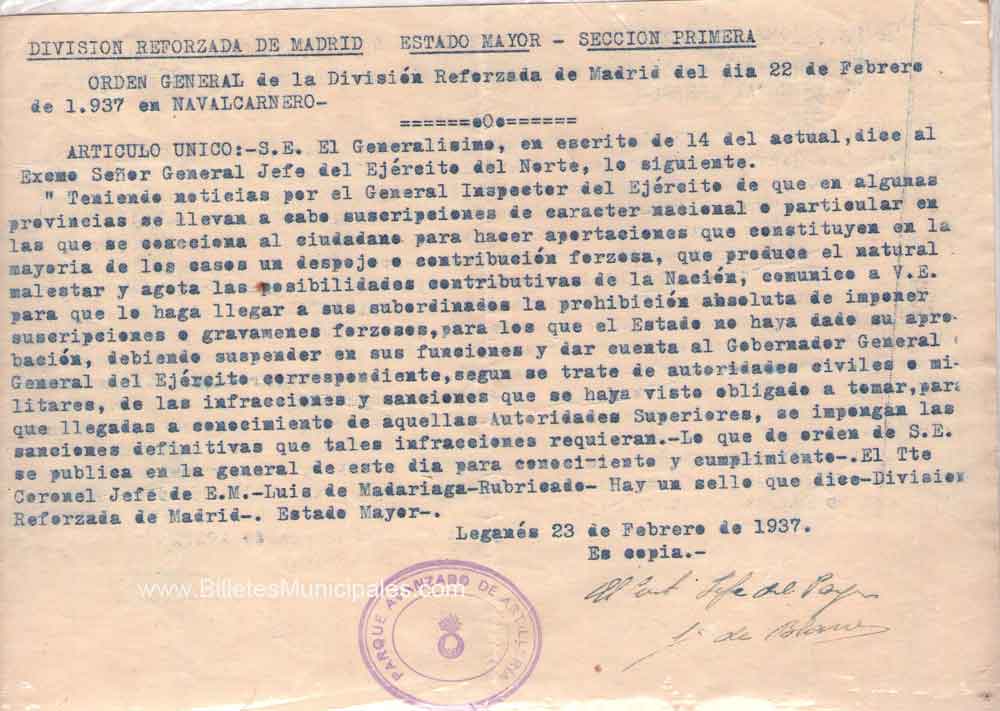 DIVISION REFORZADA DE MADRID   ESTADO MAYOR - SECCION PRIMERA
ORDEN GENERAL de la División Reforzada de Madrid del dia 22 de Febrero
de 1.937 en NAVALCARNERO-
======o0o======
ARTICULO UNICO:-S.E. El Generalisimo, en escrito de 14 del actual,dice al
Excmo Señor General Jefe del Ejército del Norte, lo siguiente.
" Teniendo noticias por el General Inspector del Ejército de que en algunas
provincias se llevan a cabo suscripciones de caracter nacional o particular en
las que se coacciona al ciudadano para hacer aportaciones que constituyen en la
mayoria de los casos un despojo o contribución forzosa, que produce el natural
malestar y agota las posibilidades contributivas de la Nación, comunico a V.E.
para que lo haga llegar a sus subordinados la prohibición absoluta de imponer
suscripciones o gravamenes forzosos,para los que el Estado no haya dado su apro-
bación, debiendo suspender en sus funciones y dar cuenta al Gobernador General
General del Ejército correspondiente,segun se trate de autoridades civiles o mi-
litares, de las infracciones y sanciones que se haya visto obligado a tomar,para
que llegadas a conocimiento de aquellas Autoridades Superiores, se impongan las
sanciones definitivas que tales infracciones requieran.-Lo que de orden de S.E.
se publica en la general de este dia para conocimiento y cumplimiento-.El Tte
Coronel Jefe de E.M.-Luis de Madariaga-Rubricado- Hay un sello que dice-Division
Reforzada de Madrid-. Estado Mayor-.
Leganés 23 de Febrero de 1937.
Es copia.-
www.BilletesMunicipales.com
PARQUE AVANZADO DE ARTILLERIA
Jefe del
de